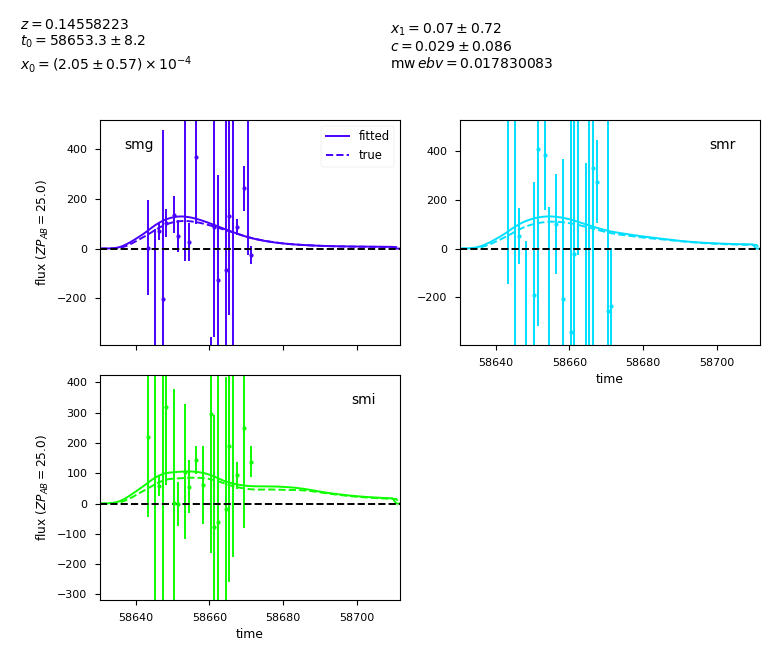 z = 0.14558223
t₀ = 58653.3 ± 8.2
x₀ = (2.05 ± 0.57) × 10⁻⁴
x₁ = 0.07 ± 0.72
c = 0.029 ± 0.086
mw ebv = 0.017830083
smg
fitted
true
400
200
0
−200
flux (ZP_AB = 25.0)
smr
400
200
0
−200
58640 58660 58680 58700
time
smi
400
300
200
100
0
−100
−200
−300
flux (ZP_AB = 25.0)
58640 58660 58680 58700
time